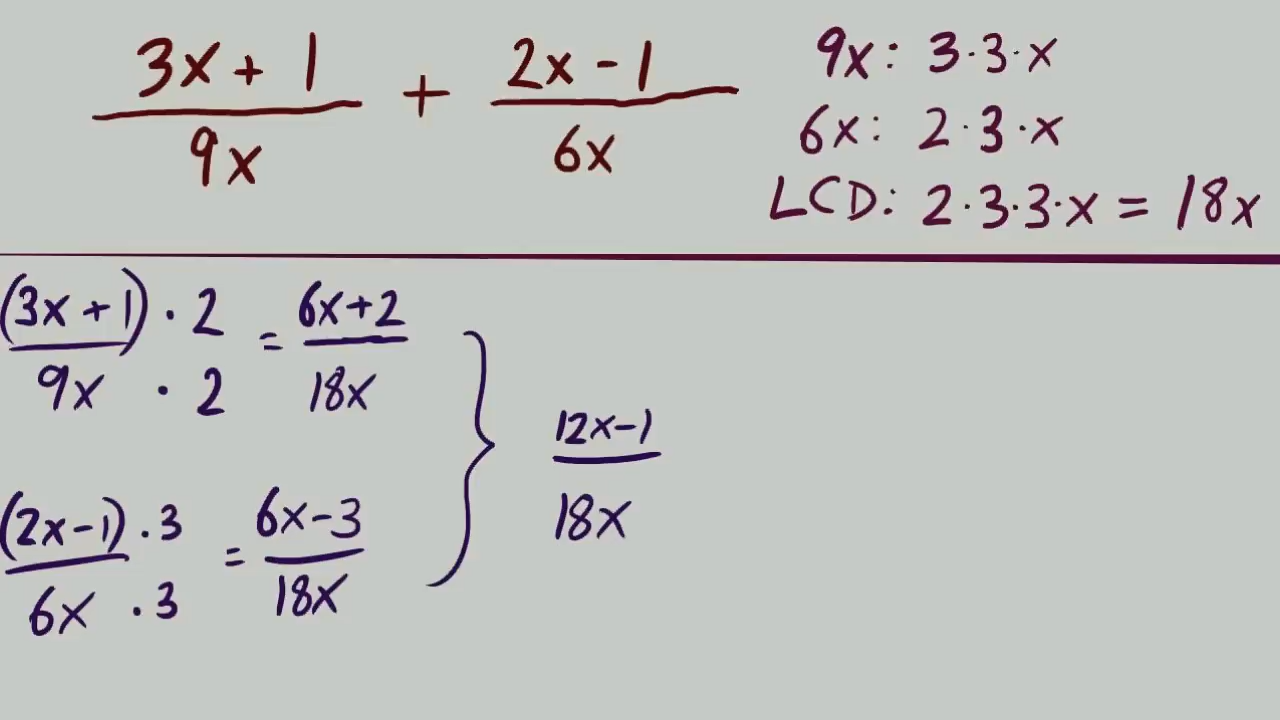 (3x + 1)/(9x) + (2x - 1)/(6x)
9x: 3·3·x
6x: 2·3·x
LCD: 2·3·3·x = 18x
((3x + 1) · 2)/(9x · 2) = (6x+2)/(18x)
((2x-1) · 3)/(6x · 3) = (6x-3)/(18x)
(12x-1)/(18x)